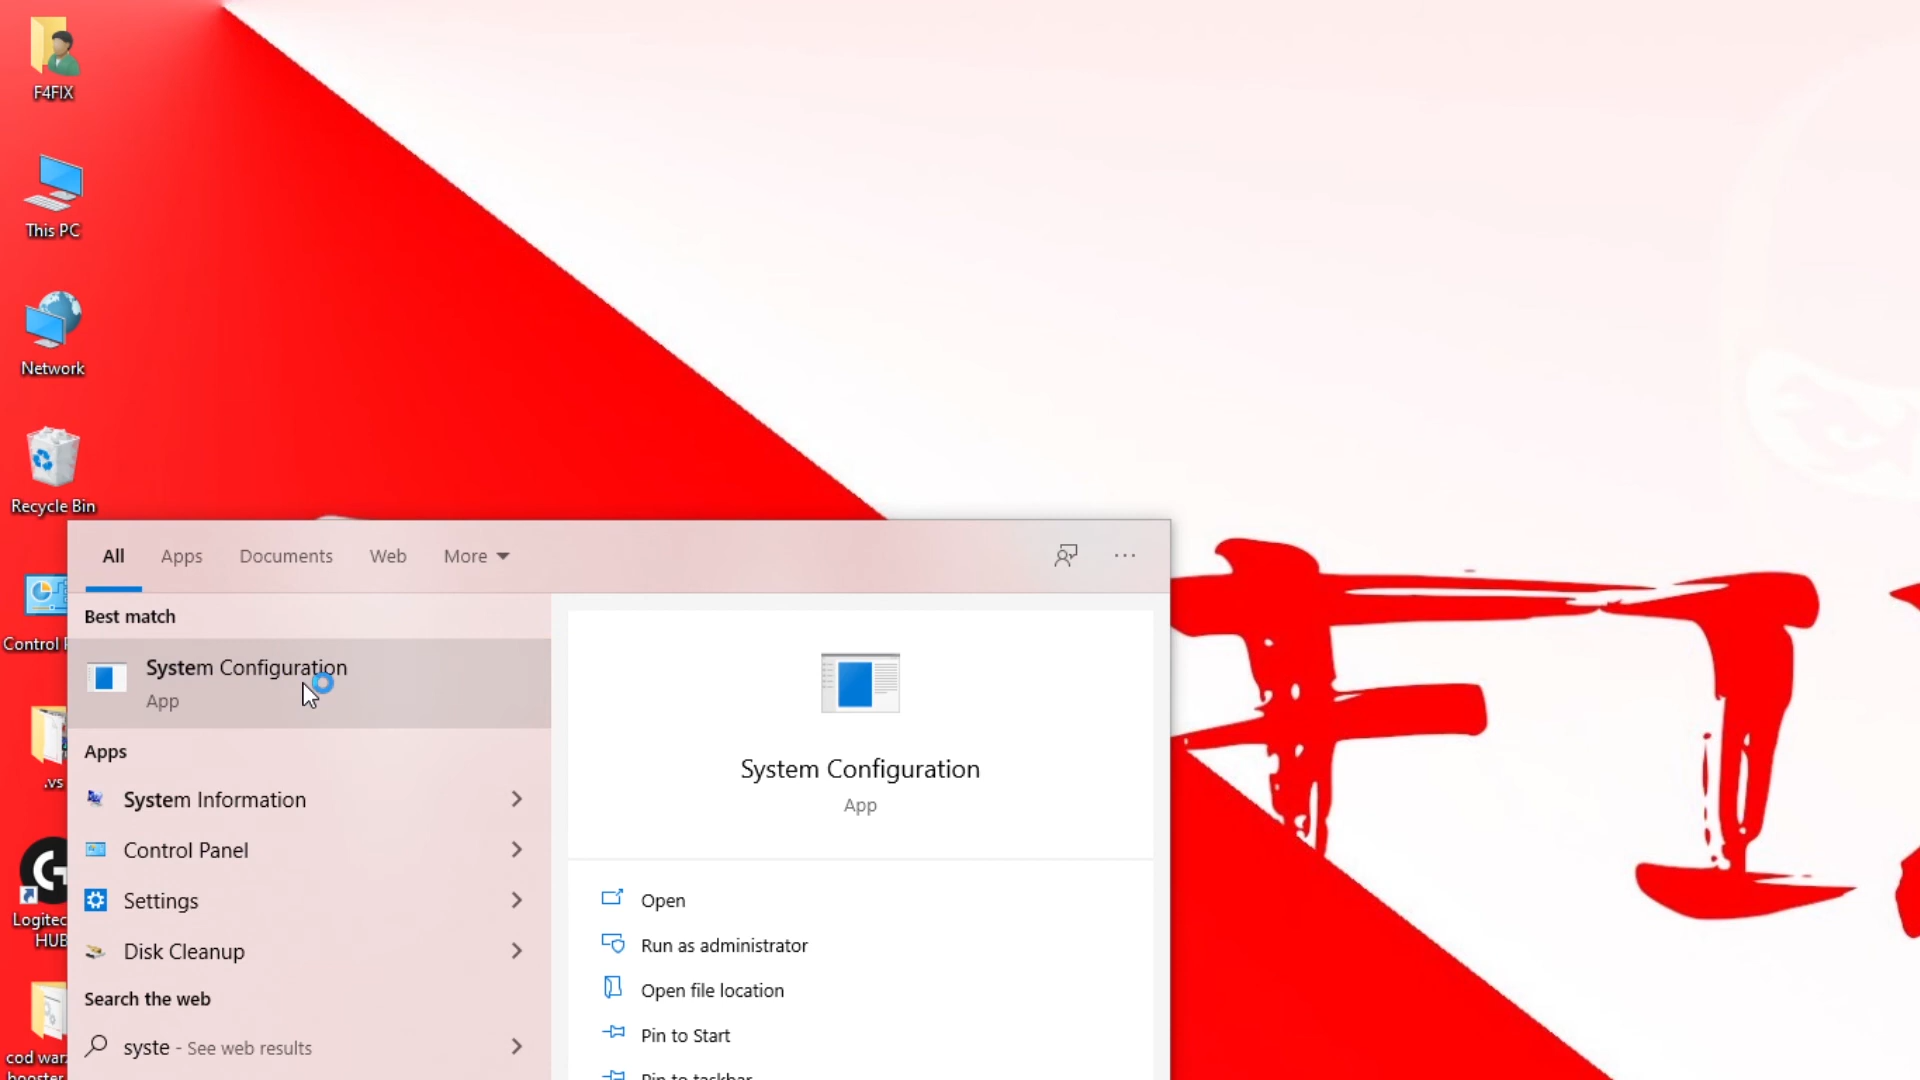 F4FIX
This PC
Network
Recycle Bin
Control
.vs
Logitec
HUB
cod war
booster
All
Apps
Documents
Web
More
Best match
System Configuration
App
Apps
System Information
Control Panel
Settings
Disk Cleanup
Search the web
syste - See web results
System Configuration
App
Open
Run as administrator
Open file location
Pin to Start
Pin to taskbar